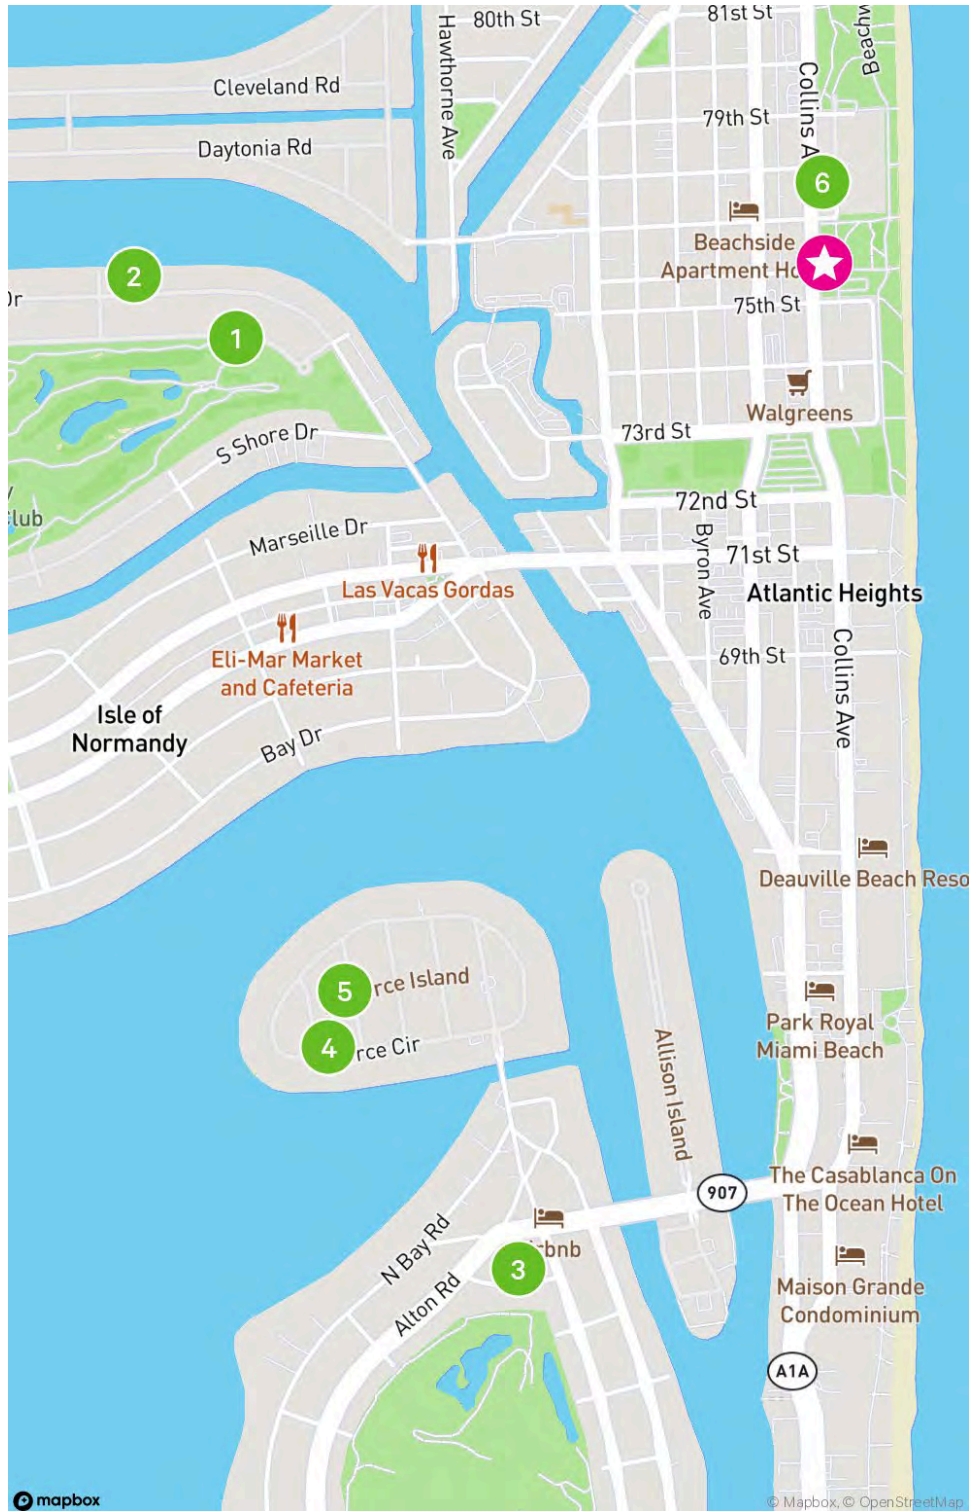 80th St
81st St
Hawthorne Ave
Collins A
Beachw
Cleveland Rd
79th St
Daytonia Rd
6
Beachside
Apartment Ho
2
Dr
75th St
1
Walgreens
S Shore Dr
73rd St
Club
72nd St
Marseille Dr
Byron Ave
71st St
Las Vacas Gordas
Atlantic Heights
Eli-Mar Market
and Cafeteria
69th St
Collins Ave
Isle of
Normandy
Bay Dr
Deauville Beach Reso
5
rce Island
Park Royal
Miami Beach
4
rce Cir
Allison Island
The Casablanca On
The Ocean Hotel
907
N Bay Rd
irbnb
3
Maison Grande
Condominium
Alton Rd
A1A
mapbox
© Mapbox, © OpenStreetMap